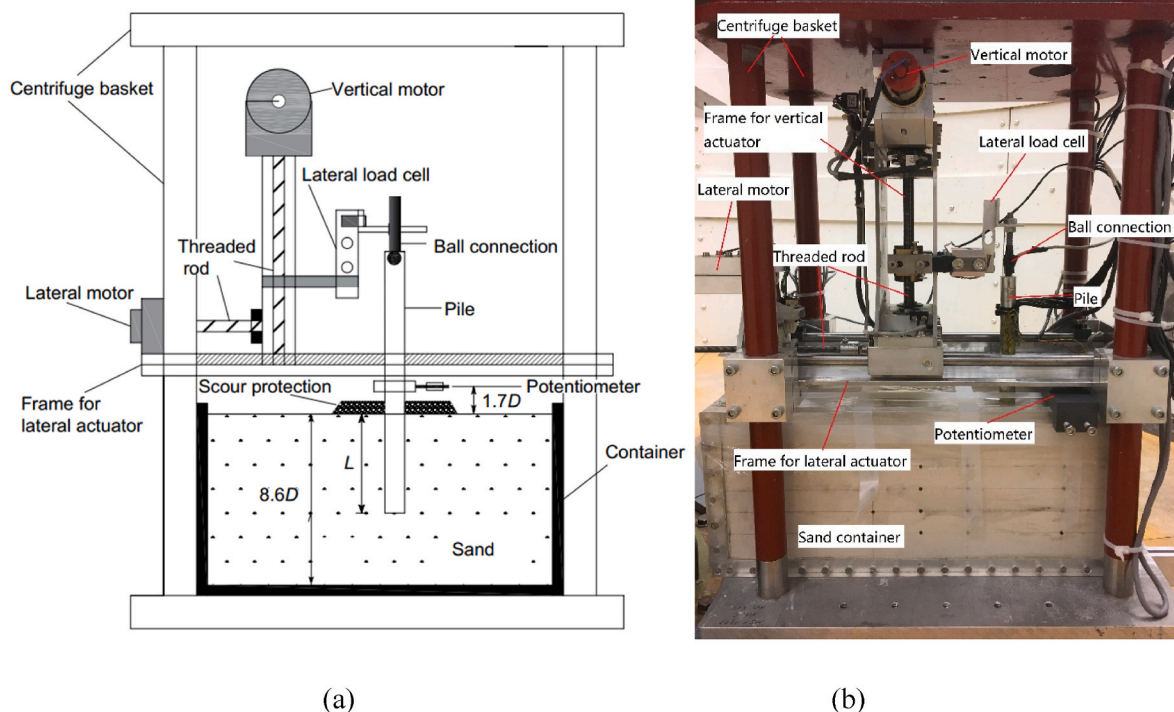 Centrifuge basket
Vertical motor
Lateral load cell
Ball connection
Threaded
rod
Lateral motor
Pile
Scour protection
Potentiometer
1.7D
Frame for
lateral actuator
L
Container
8.6D
Sand
(a)
Centrifuge basket
Vertical motor
Frame for vertical
actuator
Lateral load cell
Lateral motor
Ball connection
Threaded rod
Pile
Potentiometer
Frame for lateral actuator
Sand container
(b)